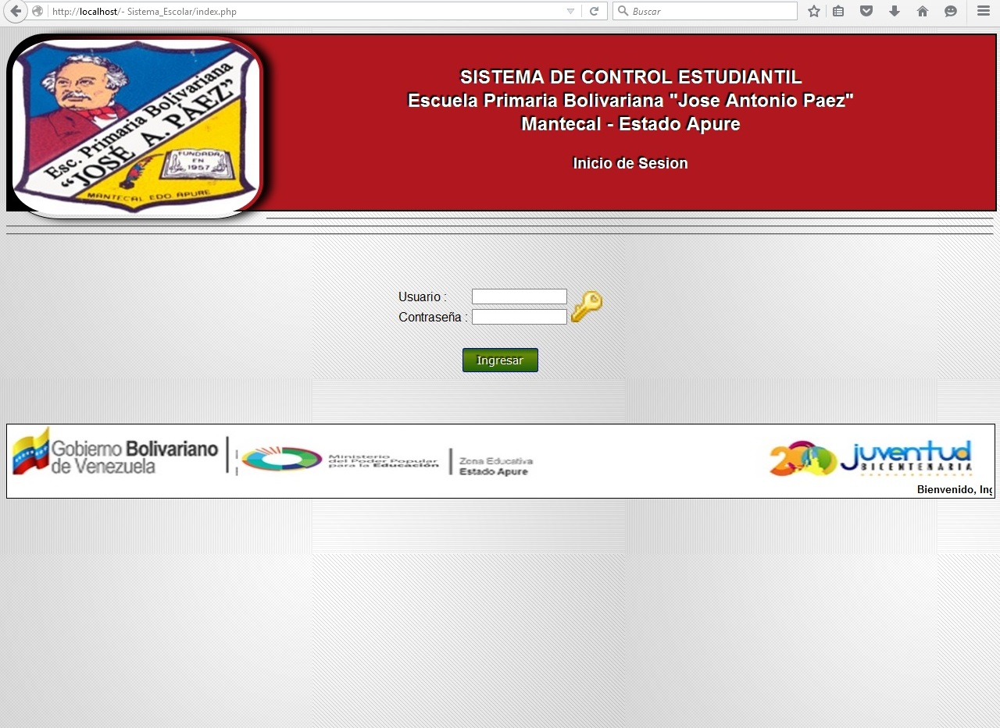 http://localhost/- Sistema_Escolar/index.php
Buscar
Esc. Primaria Bolivariana
“JOSÉ A. PÁEZ”
FUNDADA
EN
1957
MANTECAL EDO. APURE
SISTEMA DE CONTROL ESTUDIANTIL
Escuela Primaria Bolivariana "Jose Antonio Paez"
Mantecal - Estado Apure
Inicio de Sesion
Usuario :
Contraseña :
Ingresar
Gobierno Bolivariano
de Venezuela
Ministerio
del Poder Popular
para la Educación
Zona Educativa
Estado Apure
200 juventud
BICENTENARIA
Bienvenido, Ing